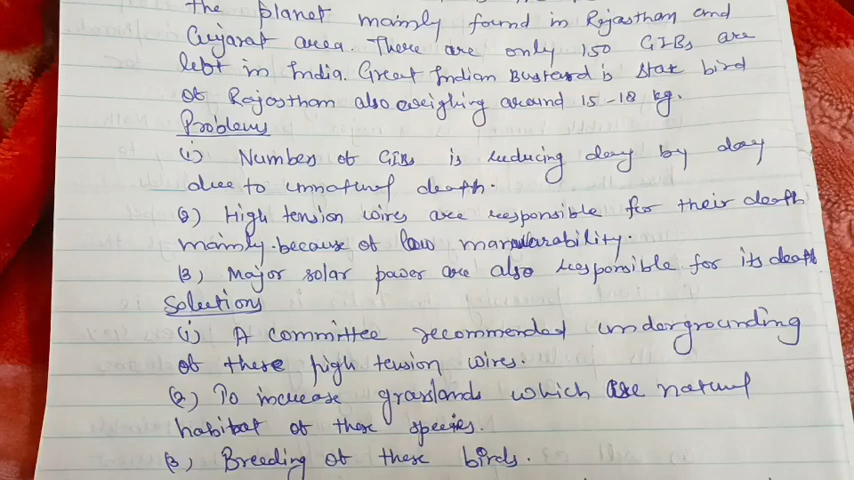 the planet mainly found in Rajasthan and
Gujarat area. There are only 150 GIBs are
left in India. Great Indian Bustard is state bird
of Rajasthan also weighing around 15-18 kg.
Problems
(1) Number of GIBs is reducing day by day
due to unnatural death.
(2) High tension wires are responsible for their death
mainly because of low
(3) Major solar power are also responsible for its death
Solutions
(1) A committee recommended undergrounding
of these high tension wires.
(2) To increase grasslands which are natural
habitat of these species.
(3) Breeding of these birds.